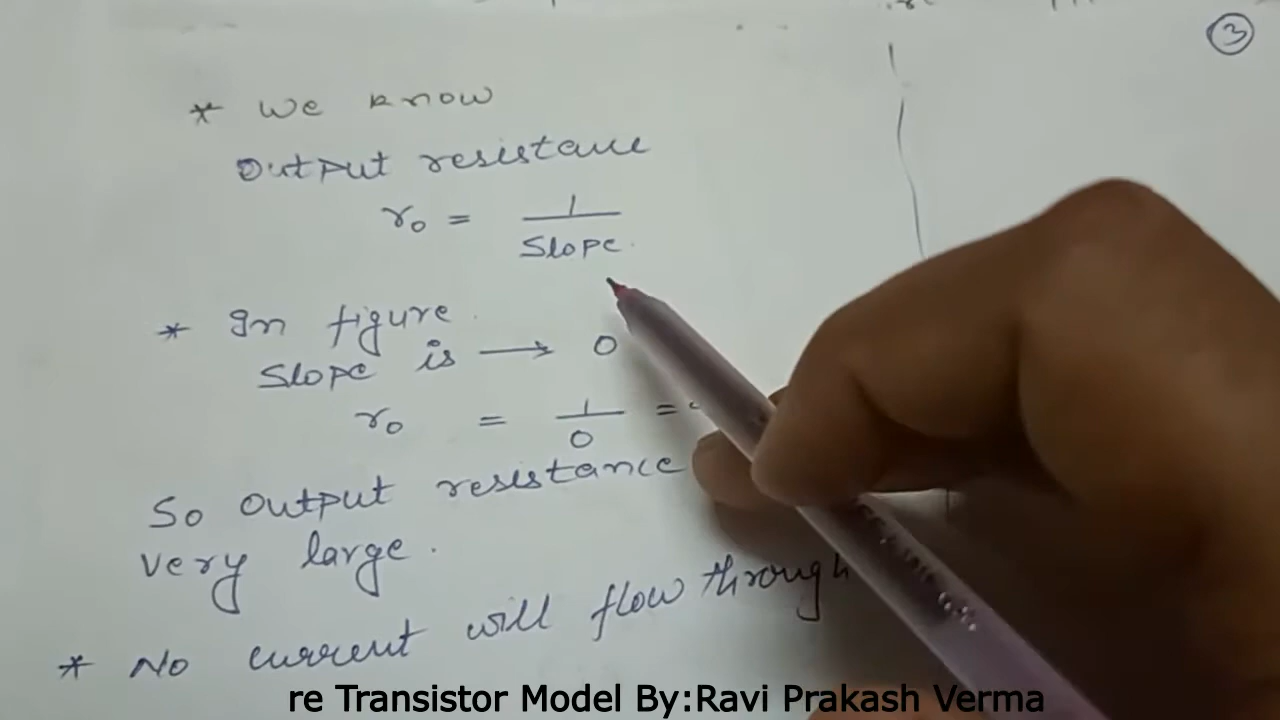 3
* We know
Output resistance
r₀ = 1/Slope
* In figure
Slope is → 0
r₀ = 1/0 =
So output resistance
very large.
* No current will flow through
re Transistor Model By:Ravi Prakash Verma